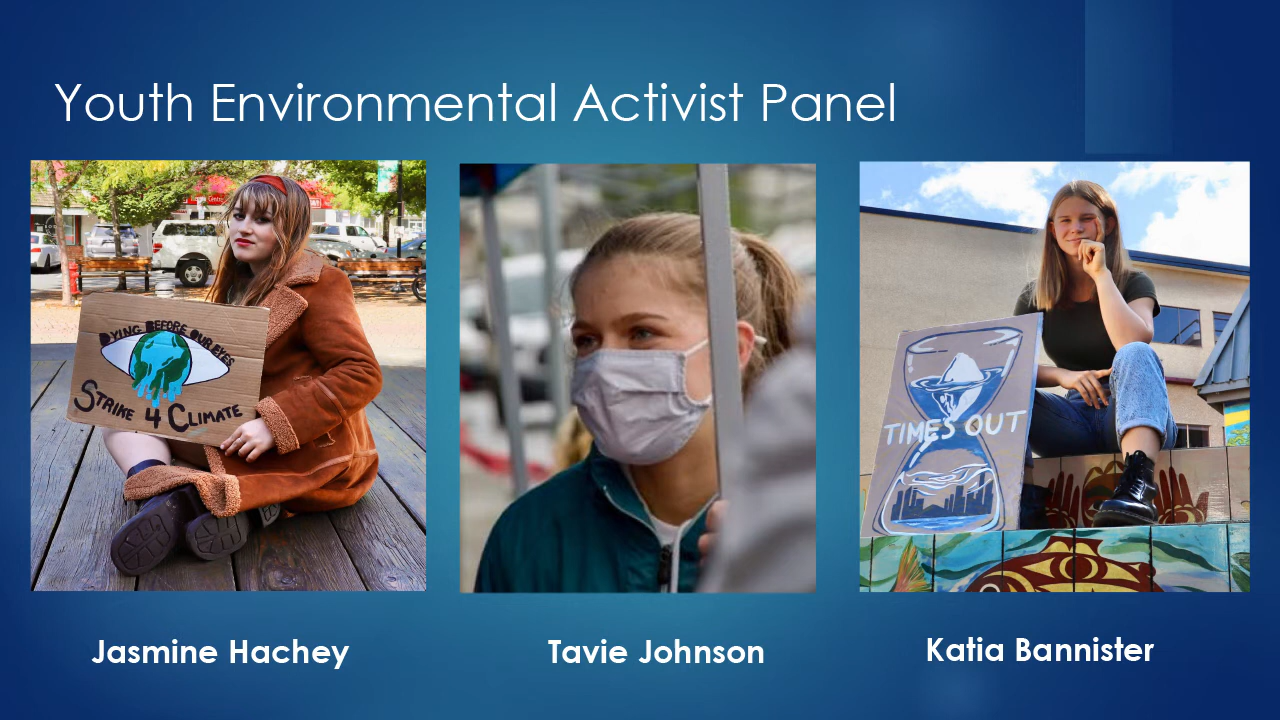 Youth Environmental Activist Panel
DYING BEFORE OUR EYES
STRIKE 4 CLIMATE
TIMES OUT
Jasmine Hachey
Tavie Johnson
Katia Bannister